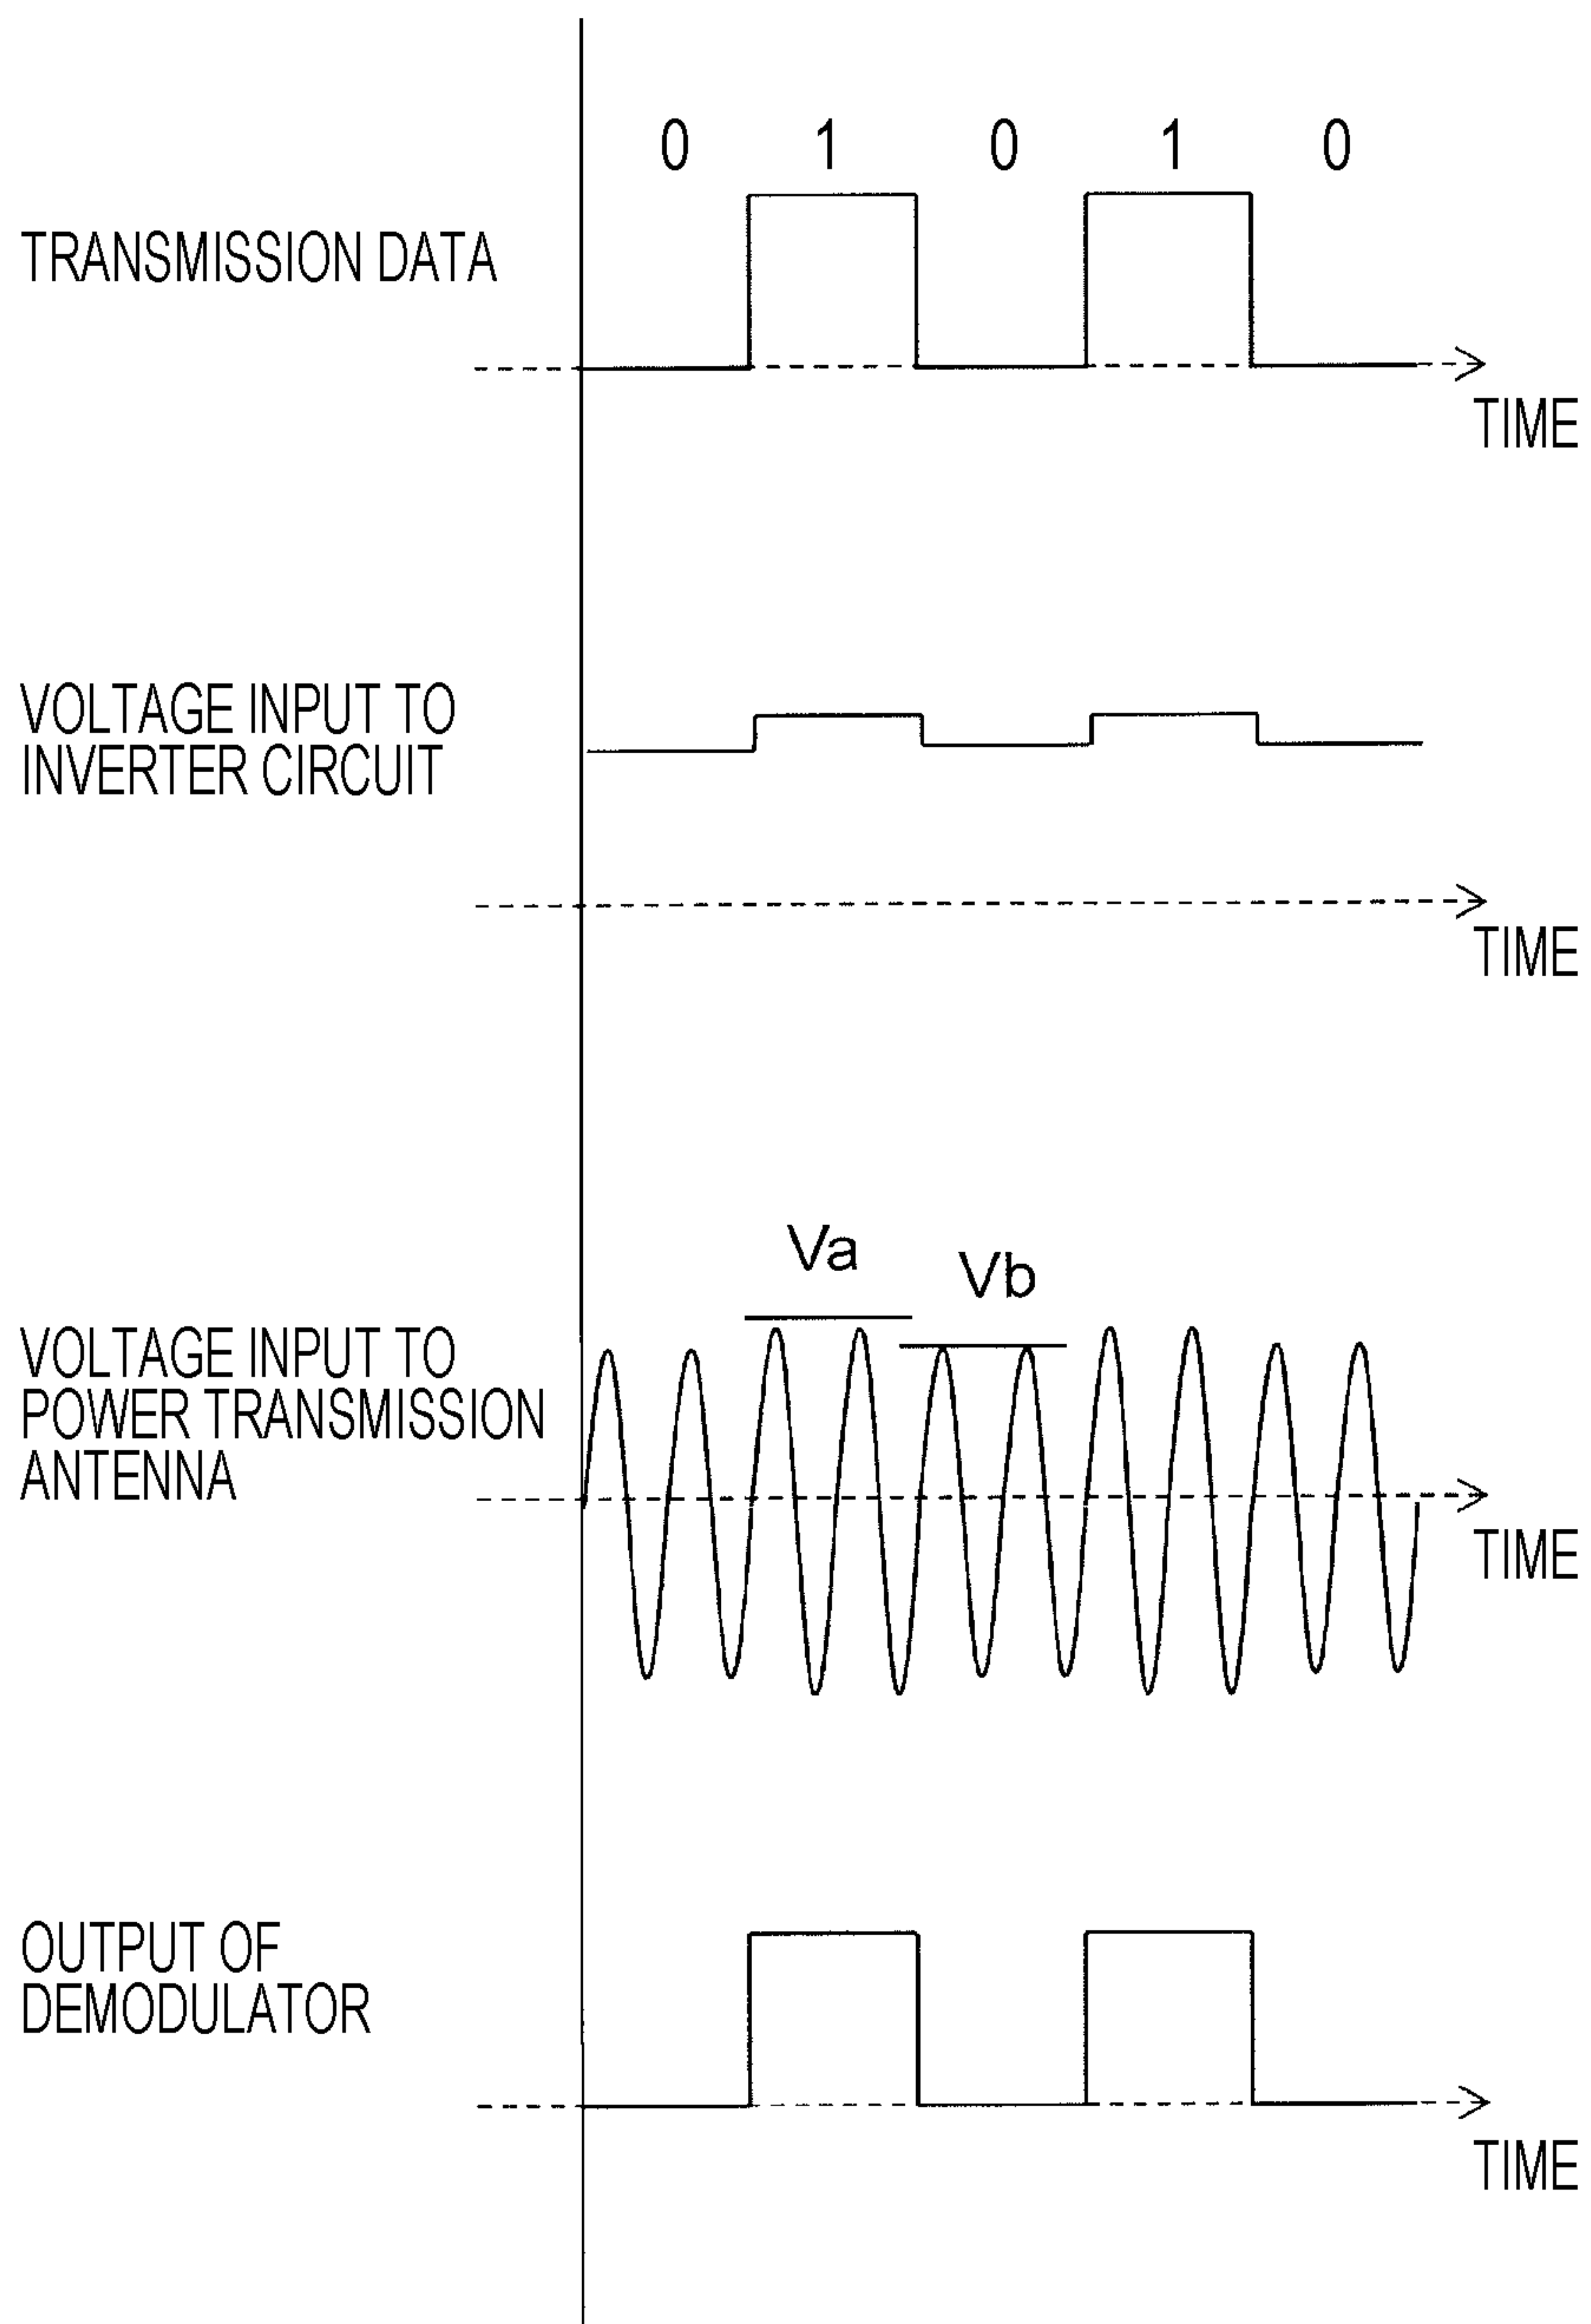 0 1 0 1 0
TRANSMISSION DATA
TIME
VOLTAGE INPUT TO
INVERTER CIRCUIT
TIME
Va
Vb
VOLTAGE INPUT TO
POWER TRANSMISSION
ANTENNA
TIME
OUTPUT OF
DEMODULATOR
TIME